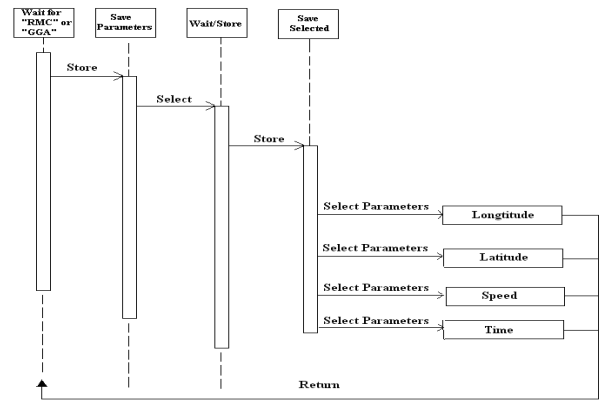 Wait for
"RMC" or
"GGA"
Save
Parameters
Wait/Store
Save
Selected
Store
Select
Store
Select Parameters
Longtitude
Select Parameters
Latitude
Select Parameters
Speed
Select Parameters
Time
Return